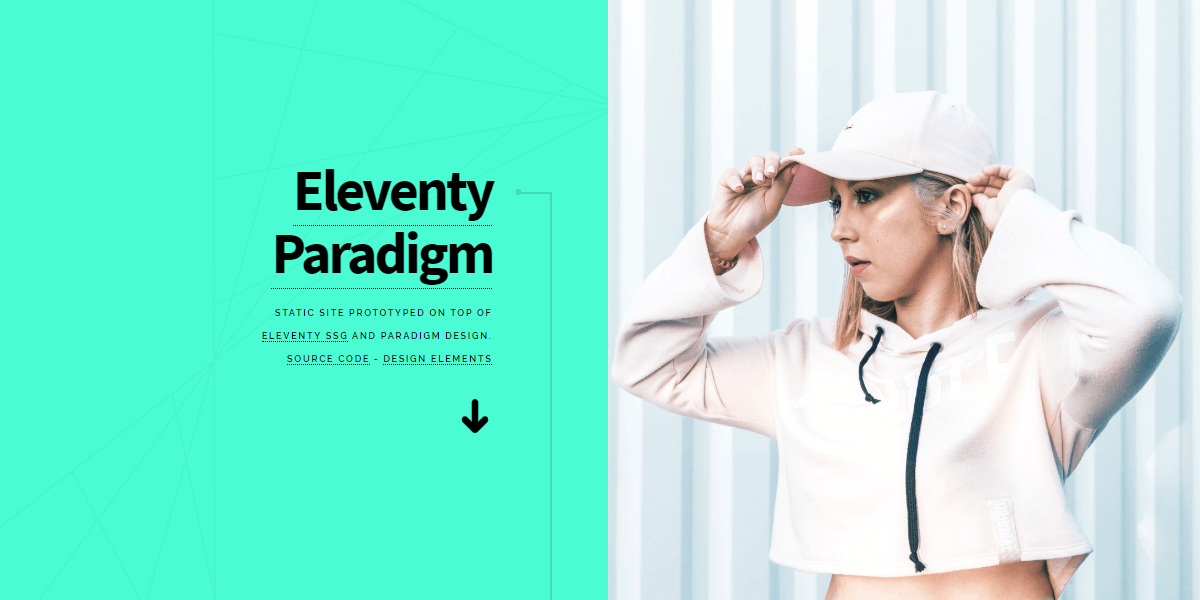 Eleventy
Paradigm
STATIC SITE PROTOTYPED ON TOP OF
ELEVENTY SSG AND PARADIGM DESIGN.
SOURCE CODE - DESIGN ELEMENTS